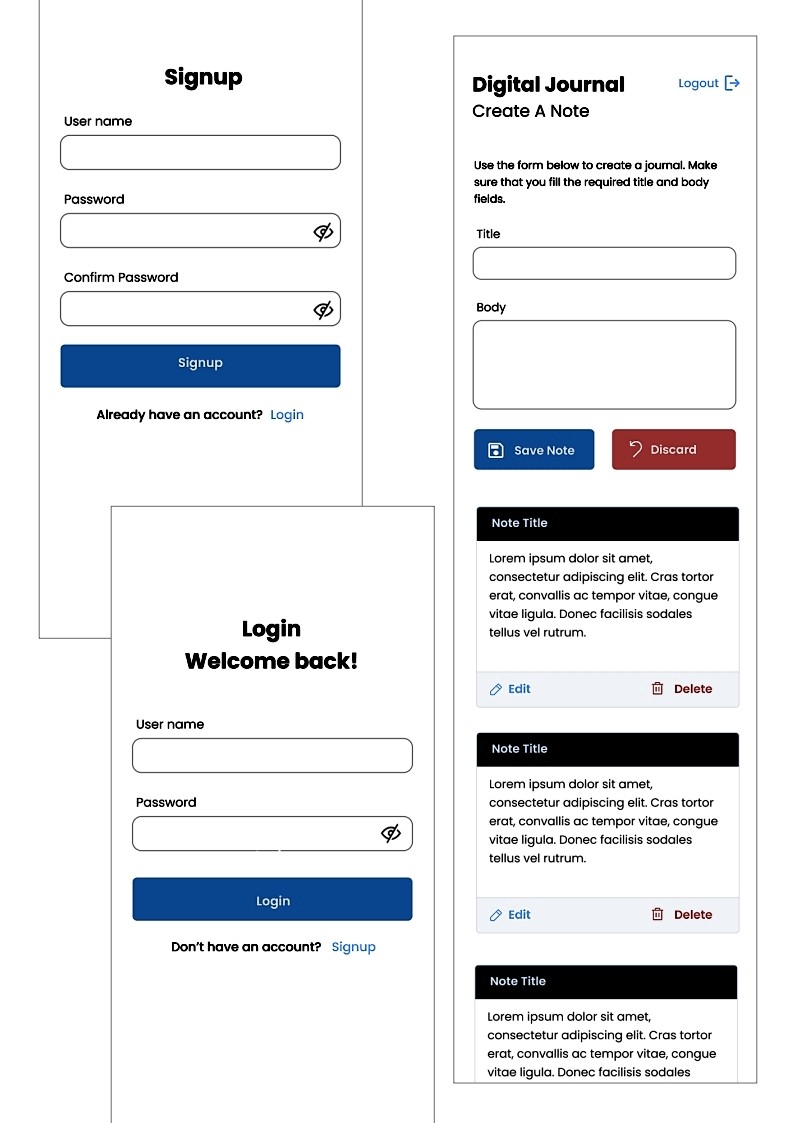 Signup
User name
Password
Confirm Password
Signup
Already have an account? Login
Login
Welcome back!
User name
Password
Login
Don't have an account? Signup
Digital Journal
Logout
Create A Note
Use the form below to create a journal. Make
sure that you fill the required title and body
fields.
Title
Body
Save Note
Discard
Note Title
Lorem ipsum dolor sit amet,
consectetur adipiscing elit. Cras tortor
erat, convallis ac tempor vitae, congue
vitae ligula. Donec facilisis sodales
tellus vel rutrum.
Edit
Delete
Note Title
Lorem ipsum dolor sit amet,
consectetur adipiscing elit. Cras tortor
erat, convallis ac tempor vitae, congue
vitae ligula. Donec facilisis sodales
tellus vel rutrum.
Edit
Delete
Note Title
Lorem ipsum dolor sit amet,
consectetur adipiscing elit. Cras tortor
erat, convallis ac tempor vitae, congue
vitae ligula. Donec facilisis sodales